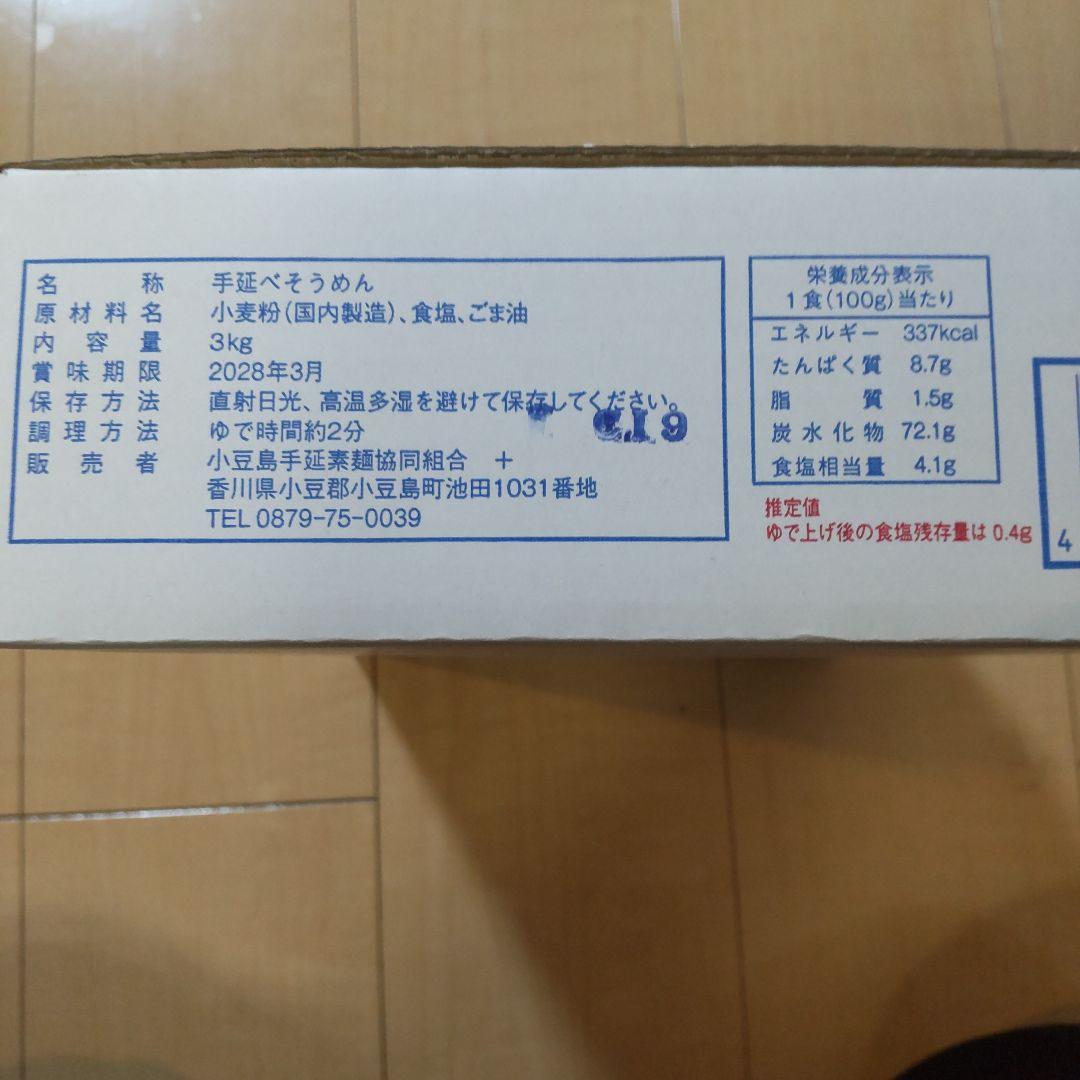 名称 手延べそうめん
原材料名 小麦粉(国内製造)、食塩、ごま油
内容量 3kg
賞味期限 2028年3月
保存方法 直射日光、高温多湿を避けて保存してください。
調理方法 ゆで時間約2分
販売者 小豆島手延素麺協同組合 +
香川県小豆郡小豆島町池田1031番地
TEL 0879-75-0039
栄養成分表示
1食(100g)当たり
エネルギー 337kcal
たんぱく質 8.7g
脂質 1.5g
炭水化物 72.1g
食塩相当量 4.1g
推定値
ゆで上げ後の食塩残存量は 0.4g
4